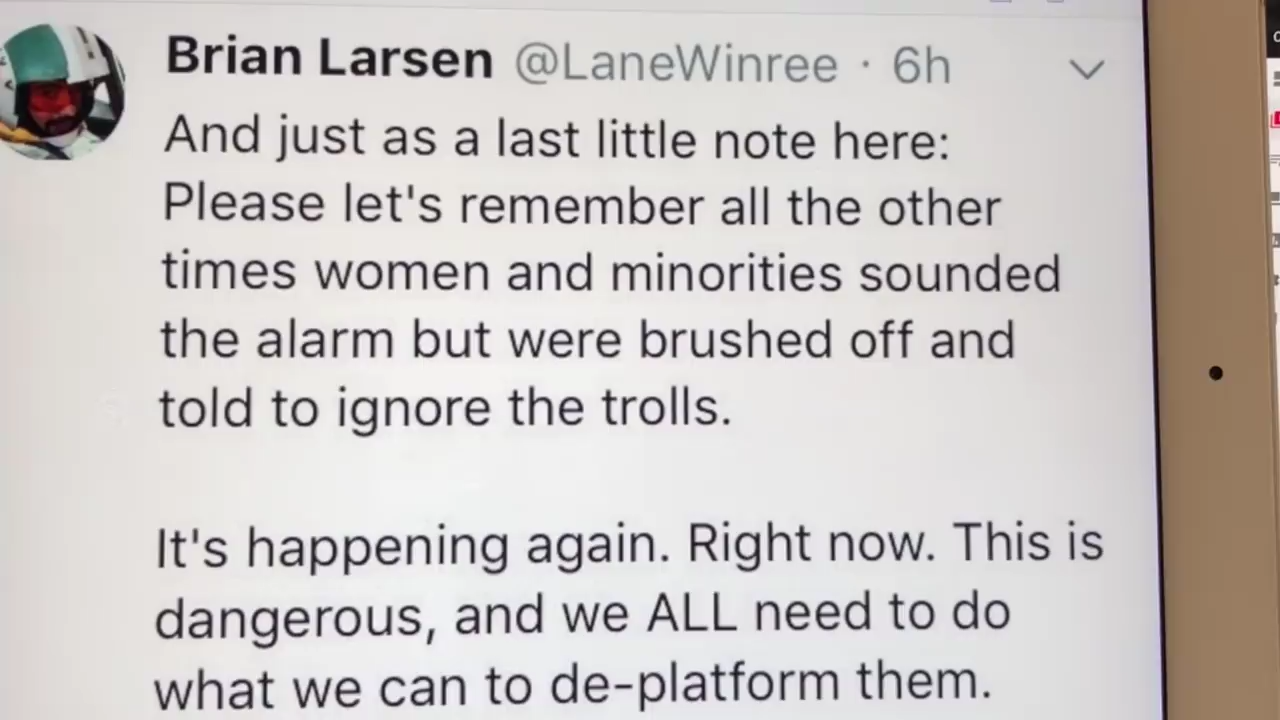 Brian Larsen @LaneWinree · 6h
And just as a last little note here:
Please let's remember all the other
times women and minorities sounded
the alarm but were brushed off and
told to ignore the trolls.
It's happening again. Right now. This is
dangerous, and we ALL need to do
what we can to de-platform them.